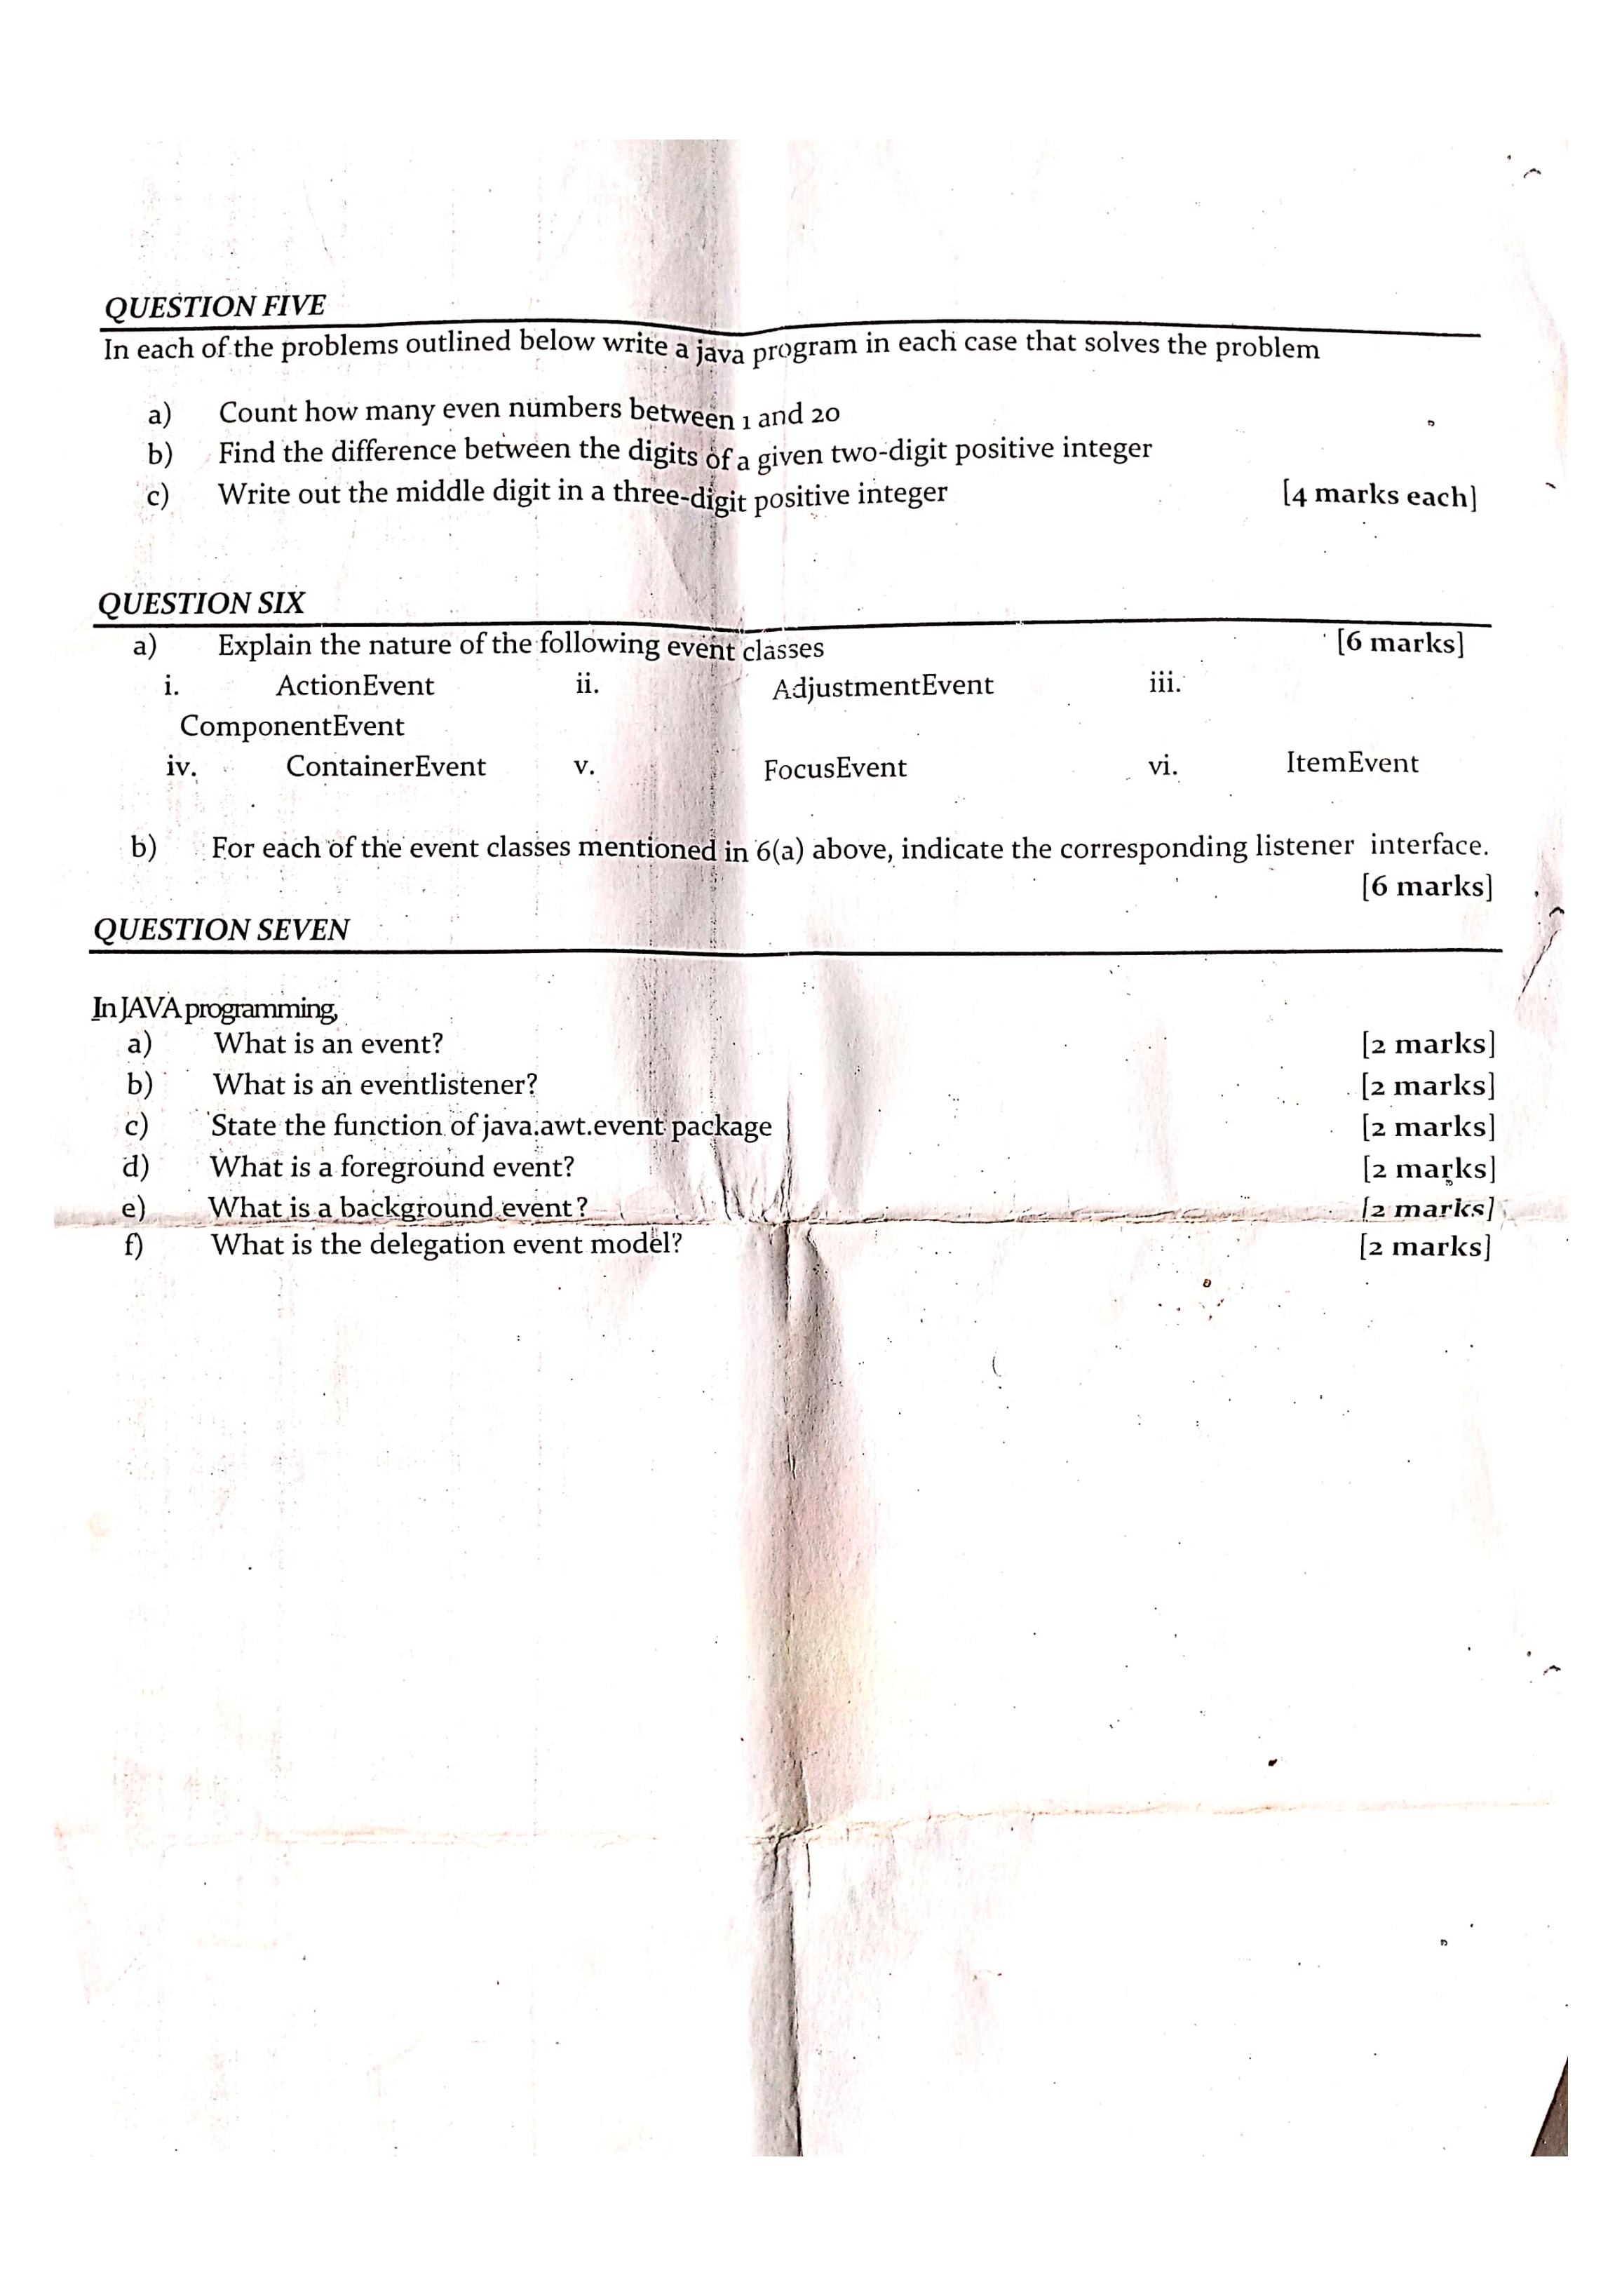 QUESTION FIVE
In each of the problems outlined below write a java program in each case that solves the problem
a) Count how many even numbers between 1 and 20
b) Find the difference between the digits of a given two-digit positive integer
c) Write out the middle digit in a three-digit positive integer [4 marks each]
QUESTION SIX
a) Explain the nature of the following event classes [6 marks]
i. ActionEvent ii. AdjustmentEvent iii.
ComponentEvent
iv. ContainerEvent v. FocusEvent vi. ItemEvent
b) For each of the event classes mentioned in 6(a) above, indicate the corresponding listener interface.
[6 marks]
QUESTION SEVEN
In JAVA programming,
a) What is an event? [2 marks]
b) What is an eventlistener? [2 marks]
c) State the function of java.awt.event package [2 marks]
d) What is a foreground event? [2 marks]
e) What is a background event? [2 marks]
f) What is the delegation event model? [2 marks]